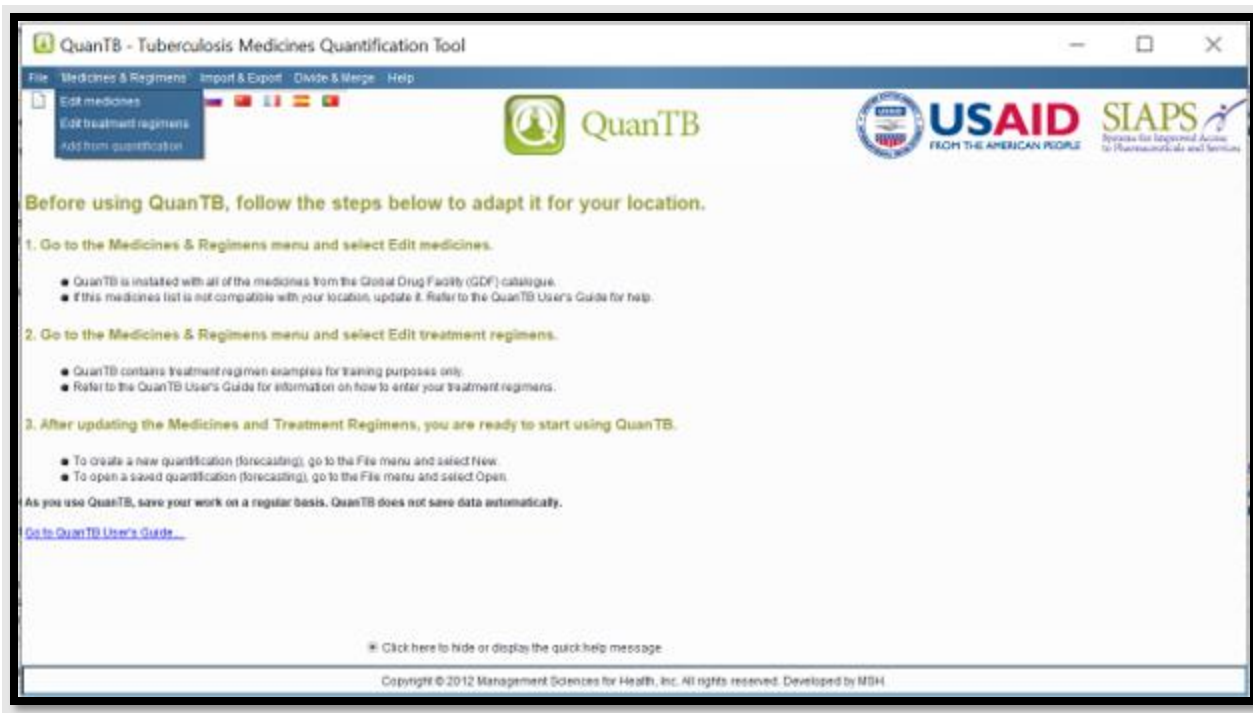 QuanTB - Tuberculosis Medicines Quantification Tool
File Medicines & Regimens Import & Export Divide & Merge Help
Edit medicines
Edit treatment regimens
Add from quantification
QuanTB
USAID
FROM THE AMERICAN PEOPLE
SIAPS
Systems for Improved Access
to Pharmaceuticals and Services
Before using QuanTB, follow the steps below to adapt it for your location.
1. Go to the Medicines & Regimens menu and select Edit medicines.
● QuanTB is installed with all of the medicines from the Global Drug Facility (GDF) catalogue.
● If this medicines list is not compatible with your location, update it. Refer to the QuanTB User's Guide for help.
2. Go to the Medicines & Regimens menu and select Edit treatment regimens.
● QuanTB contains treatment regimen examples for training purposes only.
● Refer to the QuanTB User's Guide for information on how to enter your treatment regimens.
3. After updating the Medicines and Treatment Regimens, you are ready to start using QuanTB.
● To create a new quantification (forecasting), go to the File menu and select New.
● To open a saved quantification (forecasting), go to the File menu and select Open.
As you use QuanTB, save your work on a regular basis. QuanTB does not save data automatically.
Go to QuanTB User's Guide...
Click here to hide or display the quick help message
Copyright © 2012 Management Sciences for Health, Inc. All rights reserved. Developed by MSH